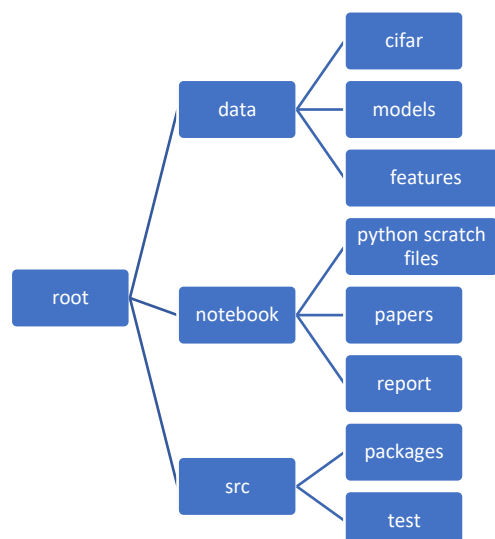 root
data
cifar
models
features
notebook
python scratch
files
papers
report
src
packages
test